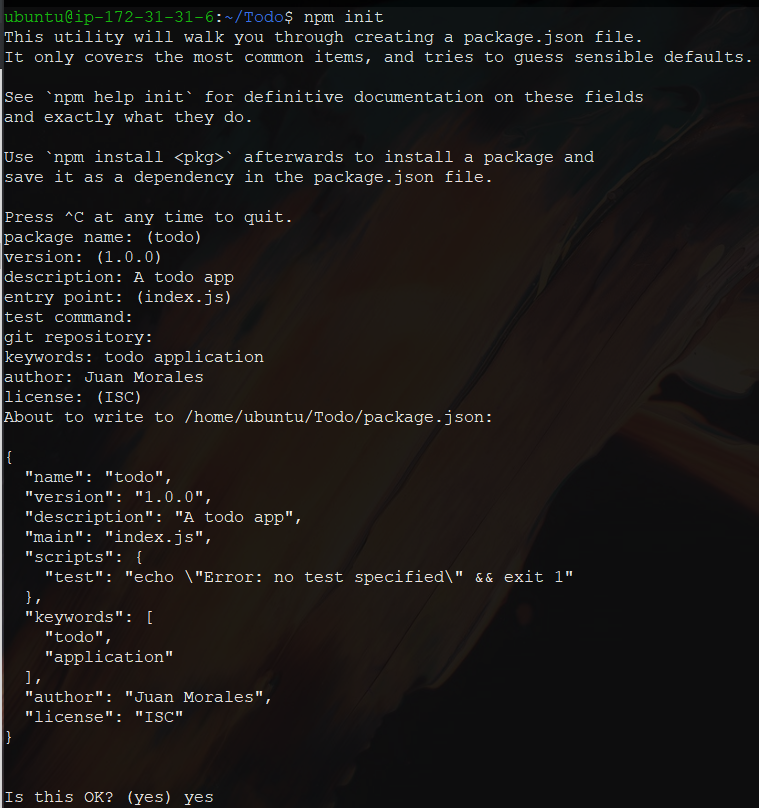 ubuntu@ip-172-31-31-6:~/Todo$ npm init
This utility will walk you through creating a package.json file.
It only covers the most common items, and tries to guess sensible defaults.

See `npm help init` for definitive documentation on these fields
and exactly what they do.

Use `npm install <pkg>` afterwards to install a package and
save it as a dependency in the package.json file.

Press ^C at any time to quit.
package name: (todo)
version: (1.0.0)
description: A todo app
entry point: (index.js)
test command:
git repository:
keywords: todo application
author: Juan Morales
license: (ISC)
About to write to /home/ubuntu/Todo/package.json:

{
  "name": "todo",
  "version": "1.0.0",
  "description": "A todo app",
  "main": "index.js",
  "scripts": {
    "test": "echo \"Error: no test specified\" && exit 1"
  },
  "keywords": [
    "todo",
    "application"
  ],
  "author": "Juan Morales",
  "license": "ISC"
}

Is this OK? (yes) yes